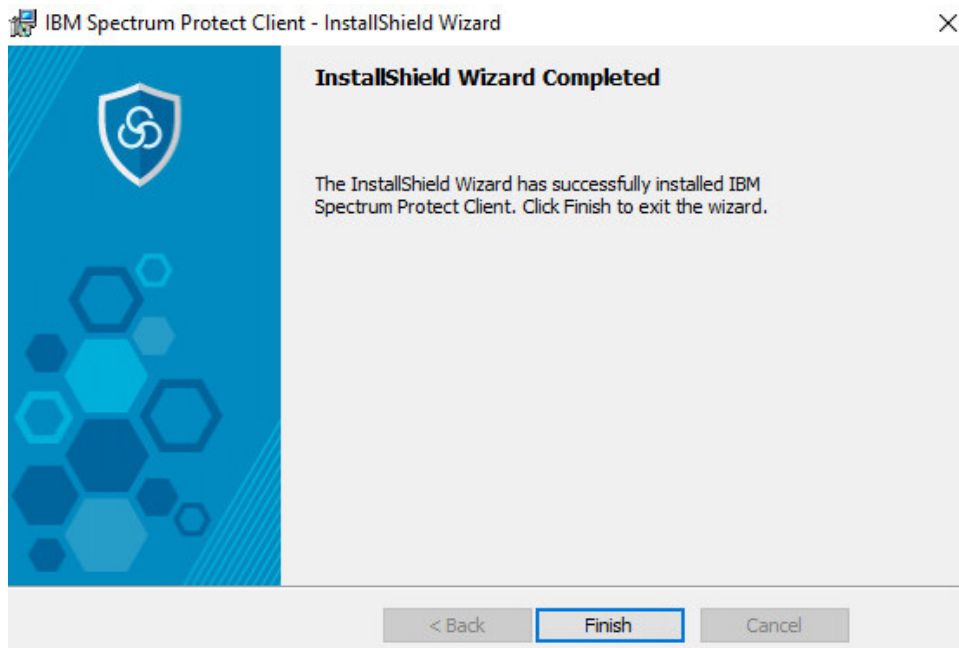 IBM Spectrum Protect Client - InstallShield Wizard
InstallShield Wizard Completed
The InstallShield Wizard has successfully installed IBM
Spectrum Protect Client. Click Finish to exit the wizard.
< Back
Finish
Cancel